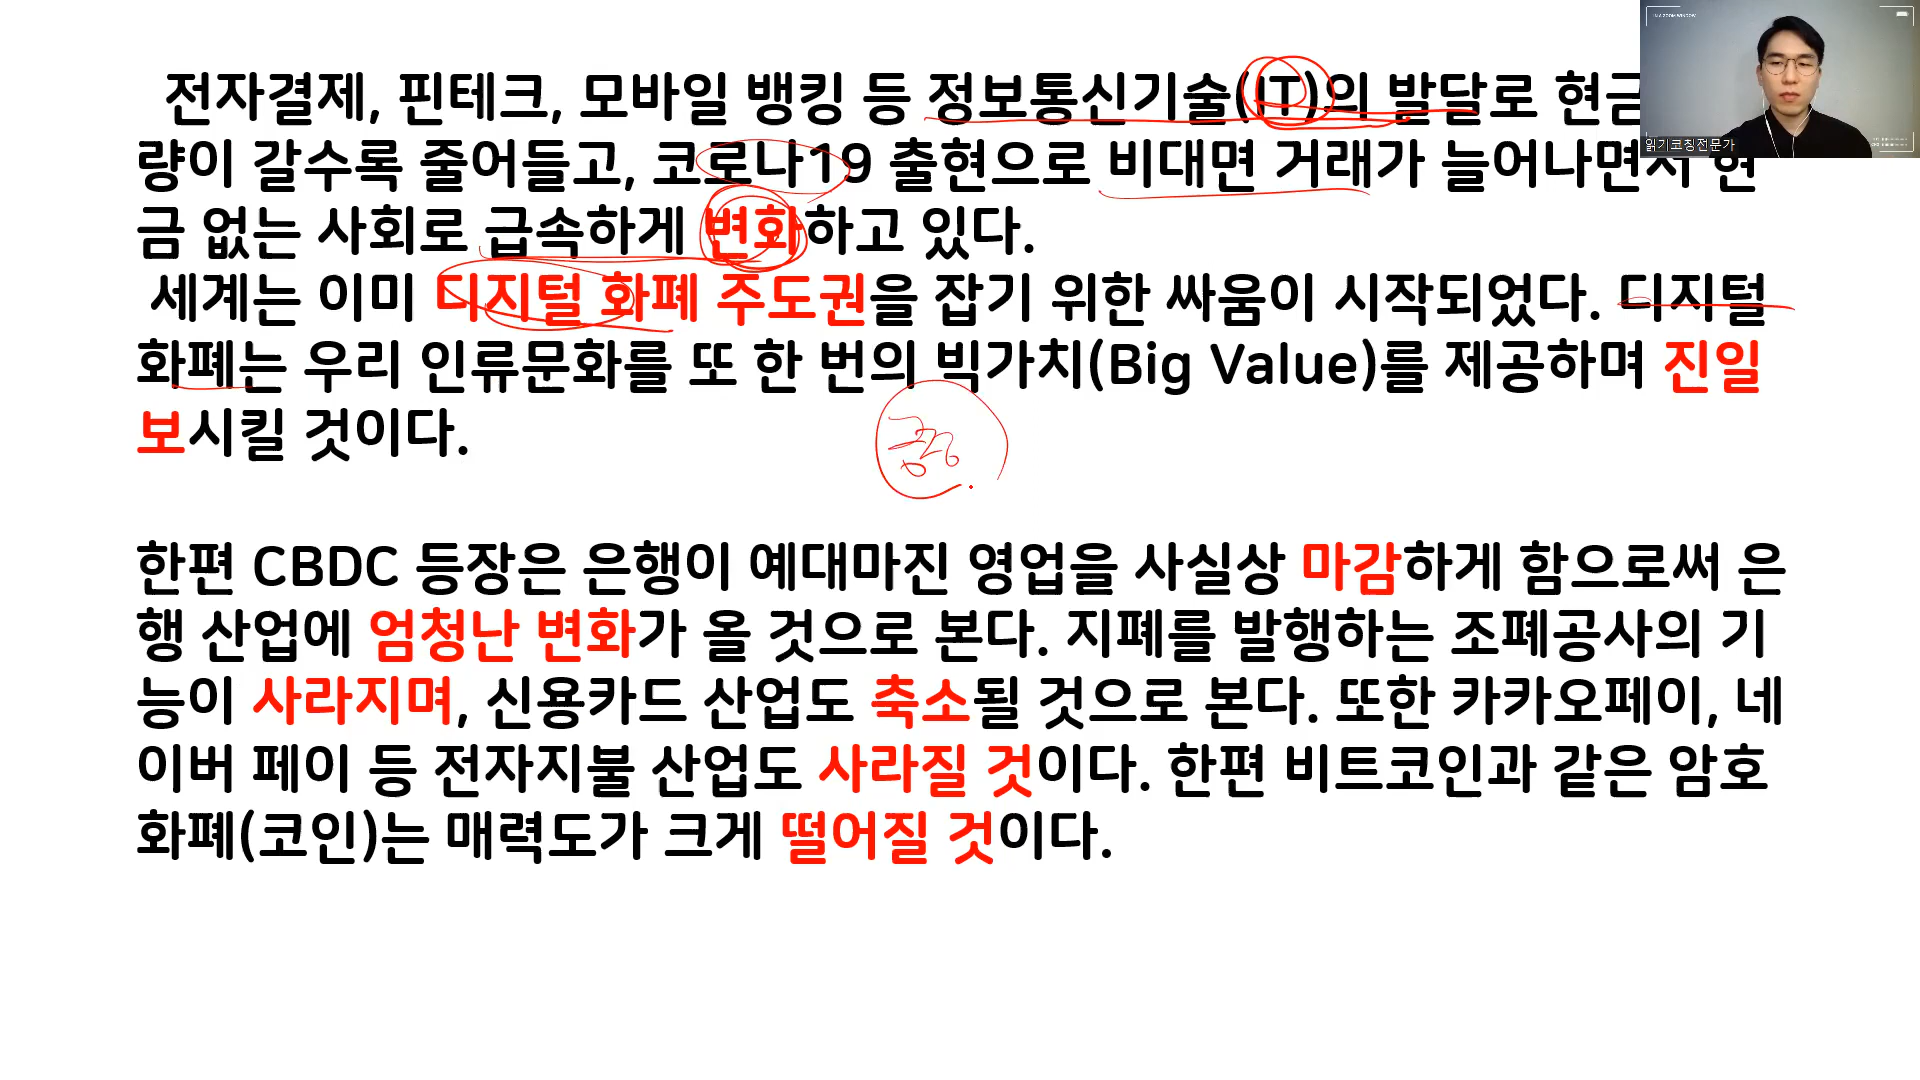 전자결제, 핀테크, 모바일 뱅킹 등 정보통신기술(IT)의 발달로 현금
량이 갈수록 줄어들고, 코로나19 출현으로 비대면 거래가 늘어나면서 현
금 없는 사회로 급속하게 변화하고 있다.
세계는 이미 디지털 화폐 주도권을 잡기 위한 싸움이 시작되었다. 디지털
화폐는 우리 인류문화를 또 한 번의 빅가치(Big Value)를 제공하며 진일
보시킬 것이다.
한편 CBDC 등장은 은행이 예대마진 영업을 사실상 마감하게 함으로써 은
행 산업에 엄청난 변화가 올 것으로 본다. 지폐를 발행하는 조폐공사의 기
능이 사라지며, 신용카드 산업도 축소될 것으로 본다. 또한 카카오페이, 네
이버 페이 등 전자지불 산업도 사라질 것이다. 한편 비트코인과 같은 암호
화폐(코인)는 매력도가 크게 떨어질 것이다.
읽기코칭전문가